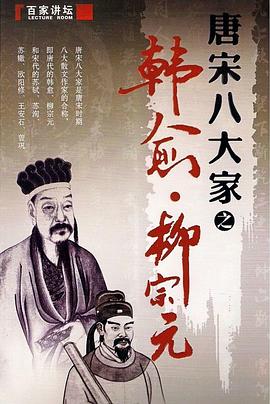 百家讲坛
LECTURE ROOM
唐宋八大家之
韩愈·柳宗元
唐宋八大家是唐宋时期
八大散文作家的合称，
即唐代的韩愈、柳宗元
和宋代的苏轼、苏洵、
苏辙、欧阳修、王安石、曾巩